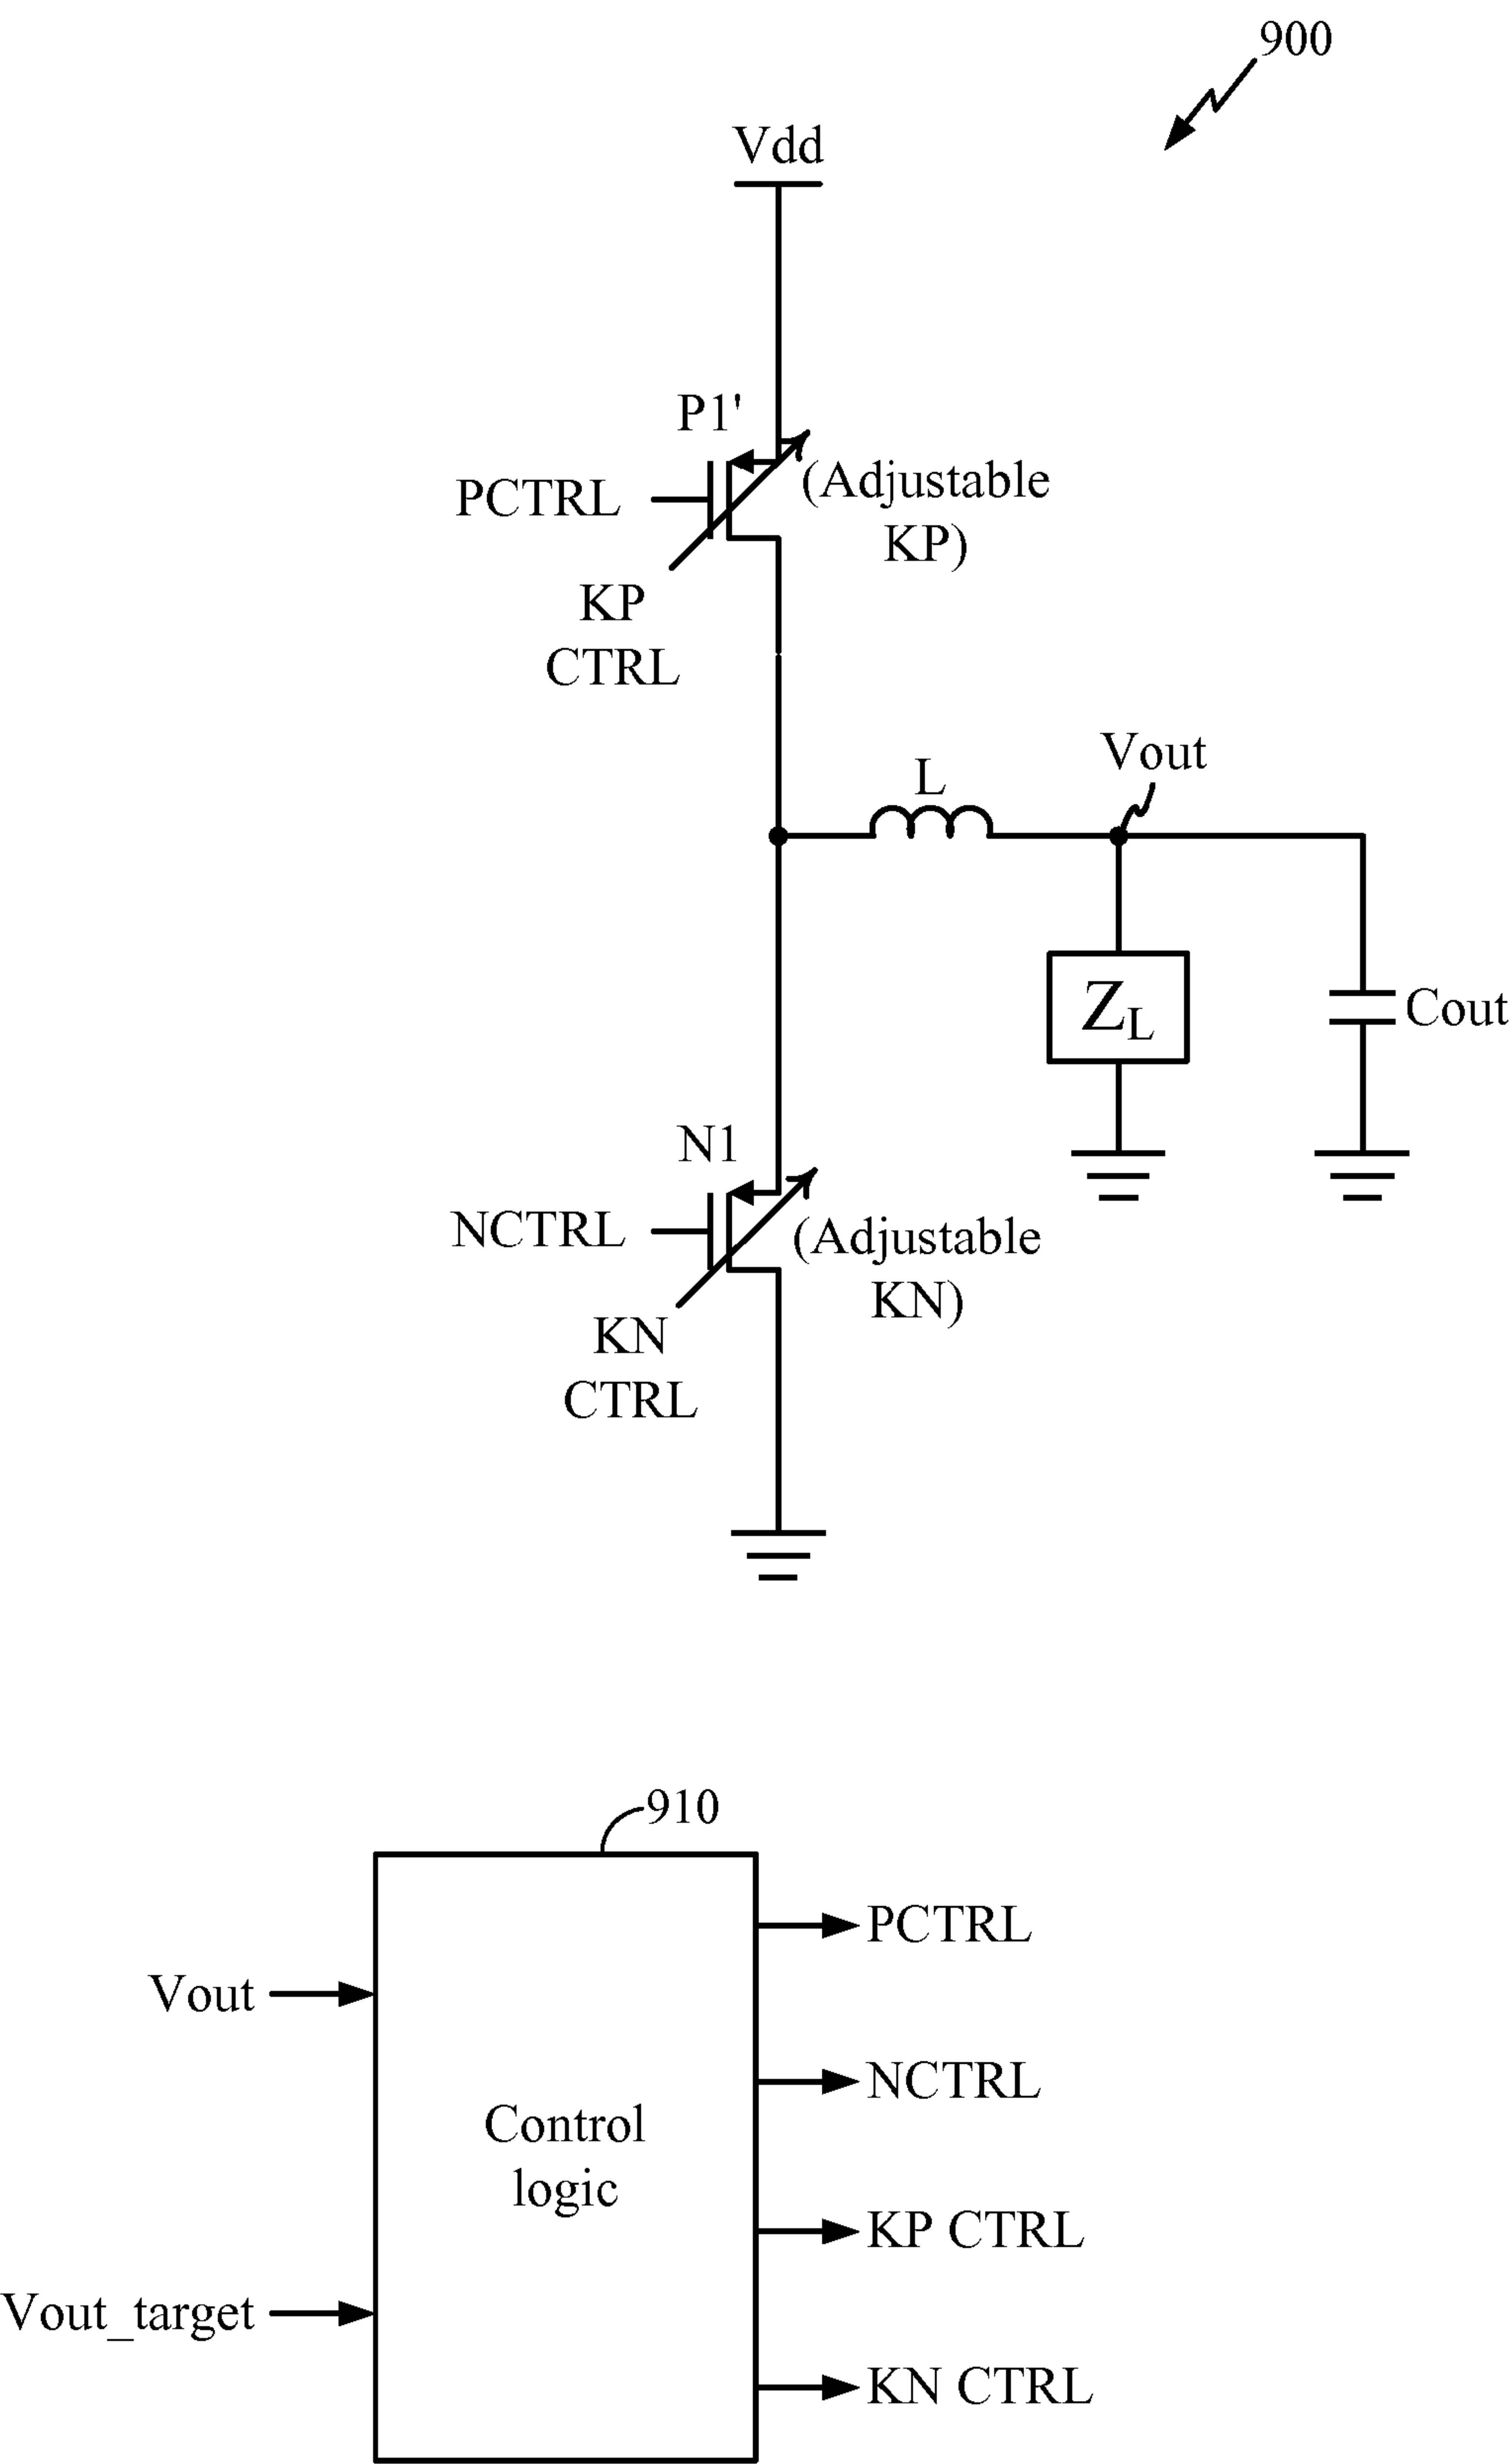 900
Vdd
P1'
PCTRL
(Adjustable
KP)
KP
CTRL
Vout
L
ZL
Cout
N1
NCTRL
(Adjustable
KN)
KN
CTRL
910
PCTRL
Vout
NCTRL
Control
logic
KP CTRL
Vout_target
KN CTRL